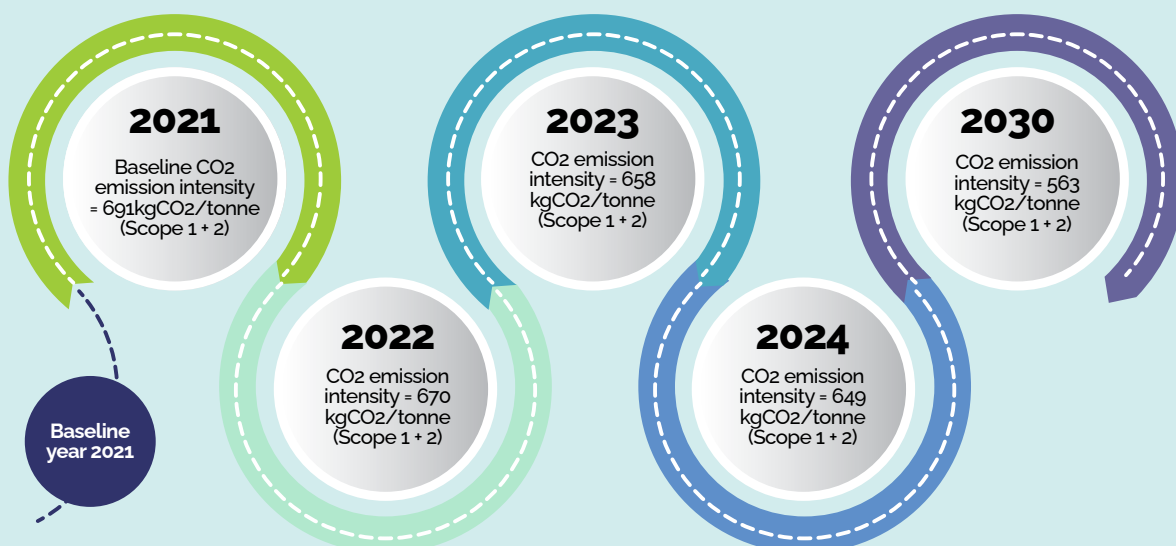 Baseline
year 2021
2021
Baseline CO2
emission intensity
= 691kgCO2/tonne
(Scope 1 + 2)
2022
CO2 emission
intensity = 670
kgCO2/tonne
(Scope 1 + 2)
2023
CO2 emission
intensity = 658
kgCO2/tonne
(Scope 1 + 2)
2024
CO2 emission
intensity = 649
kgCO2/tonne
(Scope 1 + 2)
2030
CO2 emission
intensity = 563
kgCO2/tonne
(Scope 1 + 2)